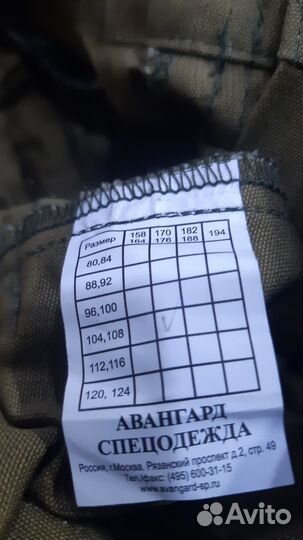 Размер 158 170 182 194
164 176 188
80,84
88,92
96,100
104,108
112,116
120, 124
АВАНГАРД
СПЕЦОДЕЖДА
Россия, г.Москва, Рязанский проспект д.2, стр. 49
Тел./факс: (495) 600-31-15
www.avangard-sp.ru
Avito